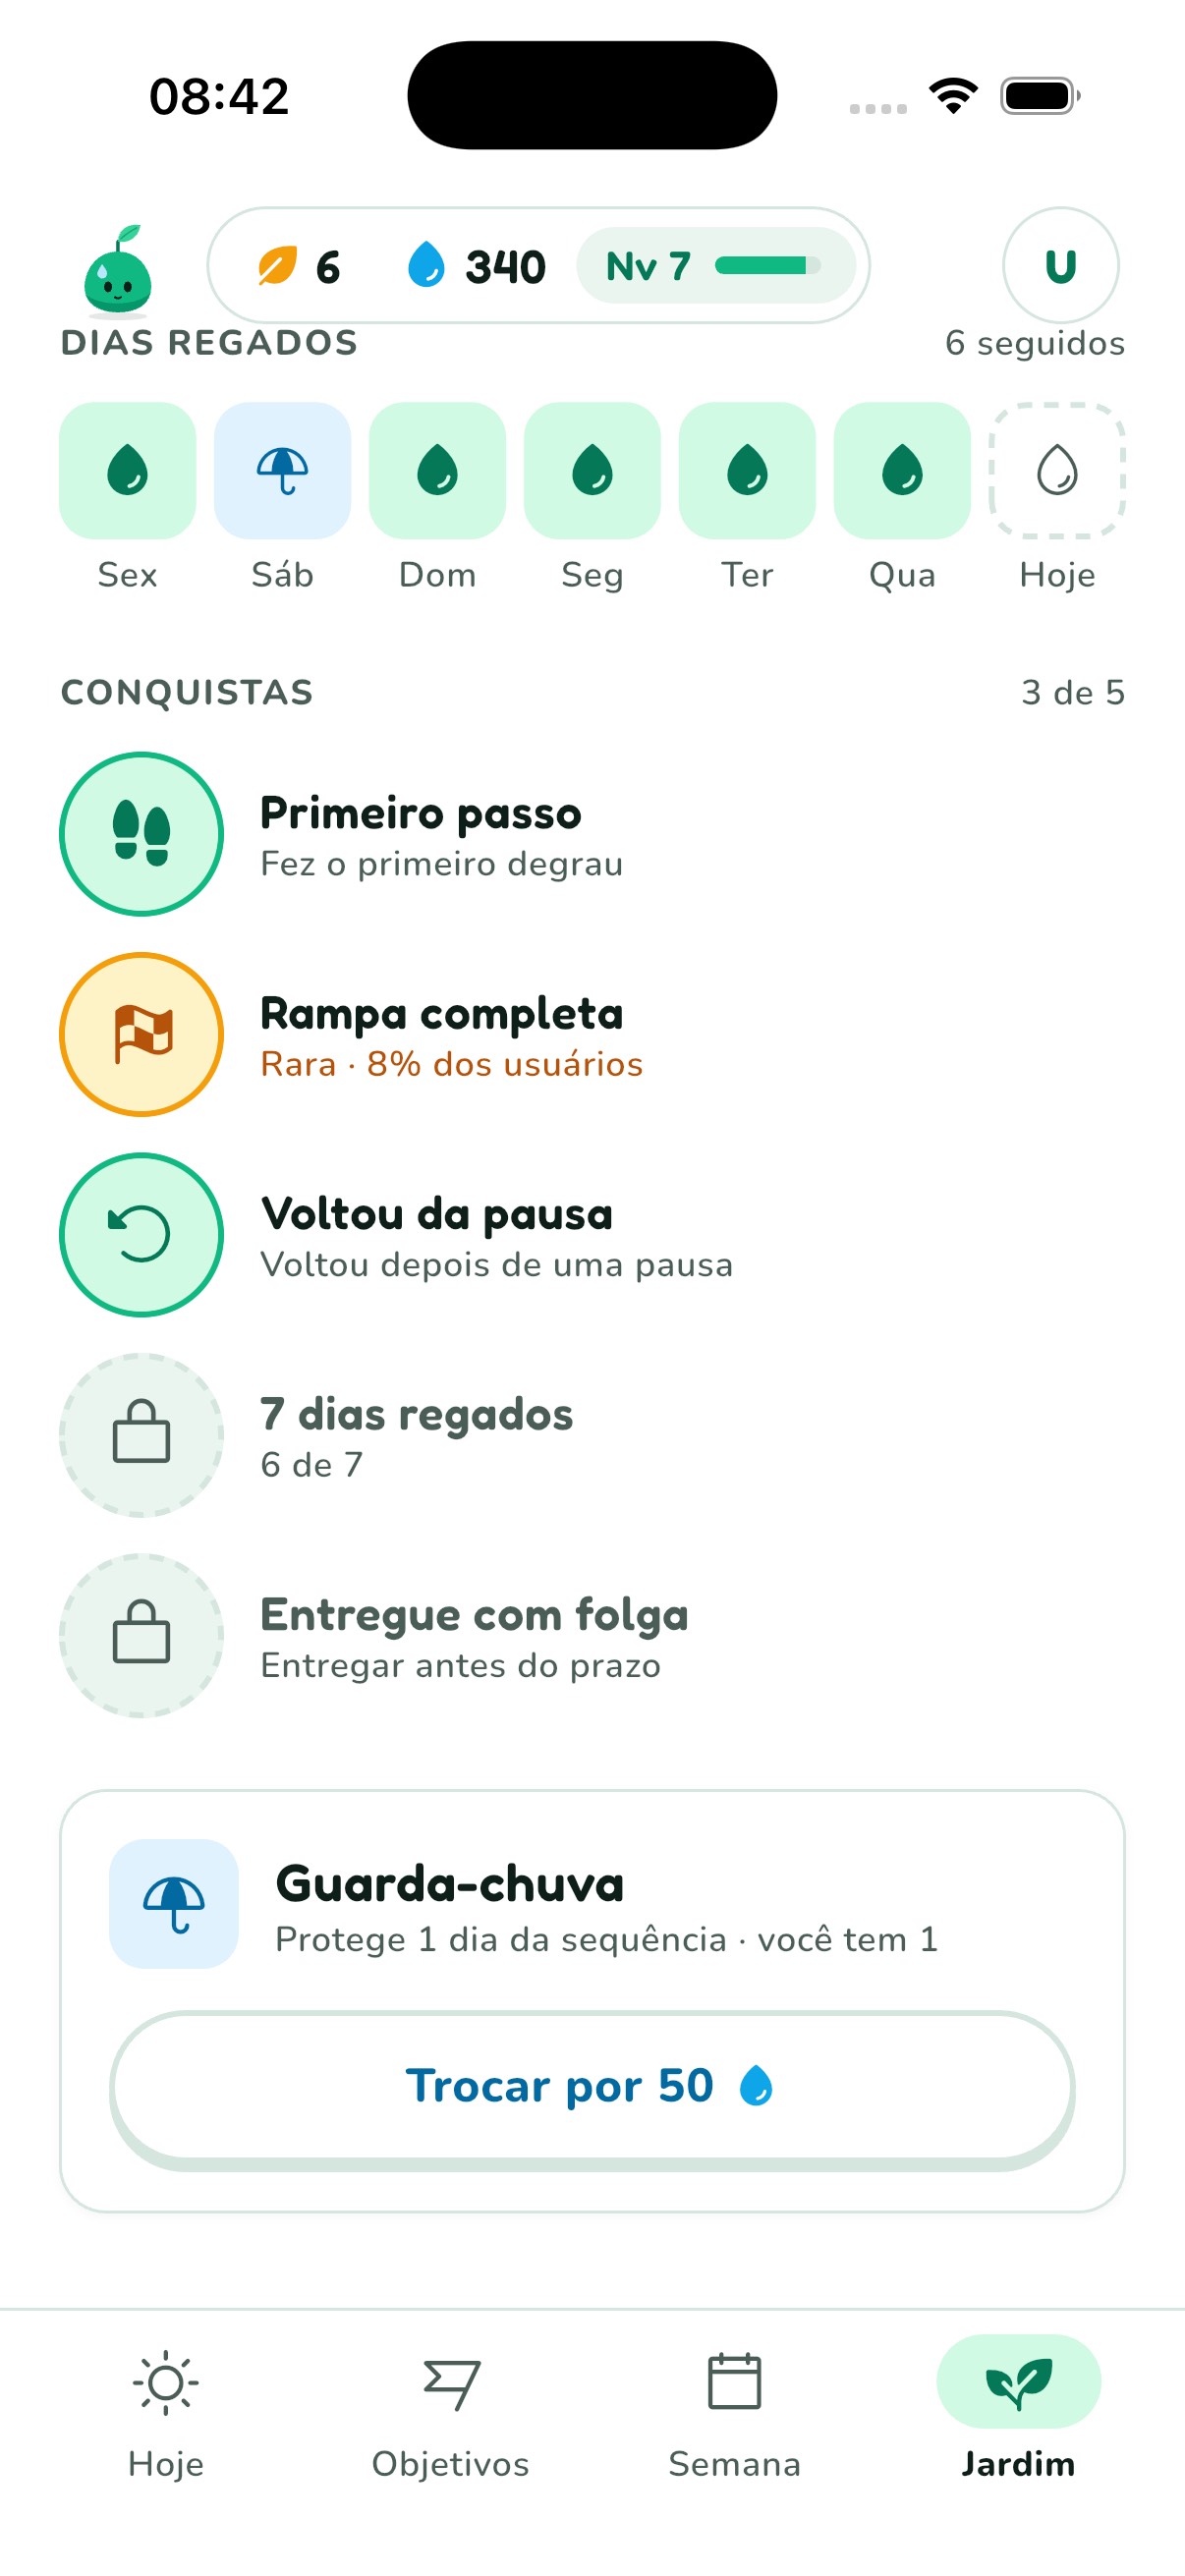 08:42
6 340 Nv 7 U
DIAS REGADOS 6 seguidos
Sex Sáb Dom Seg Ter Qua Hoje
CONQUISTAS 3 de 5
Primeiro passo
Fez o primeiro degrau
Rampa completa
Rara · 8% dos usuários
Voltou da pausa
Voltou depois de uma pausa
7 dias regados
6 de 7
Entregue com folga
Entregar antes do prazo
Guarda-chuva
Protege 1 dia da sequência · você tem 1
Trocar por 50
Hoje Objetivos Semana Jardim